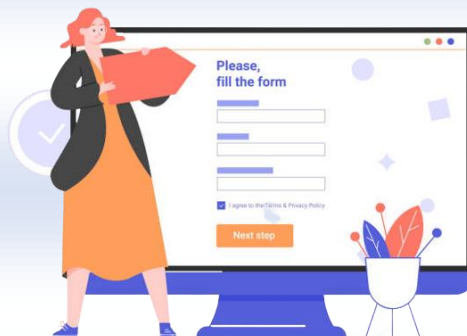 Please,
fill the form
I agree to the Terms & Privacy Policy
Next step